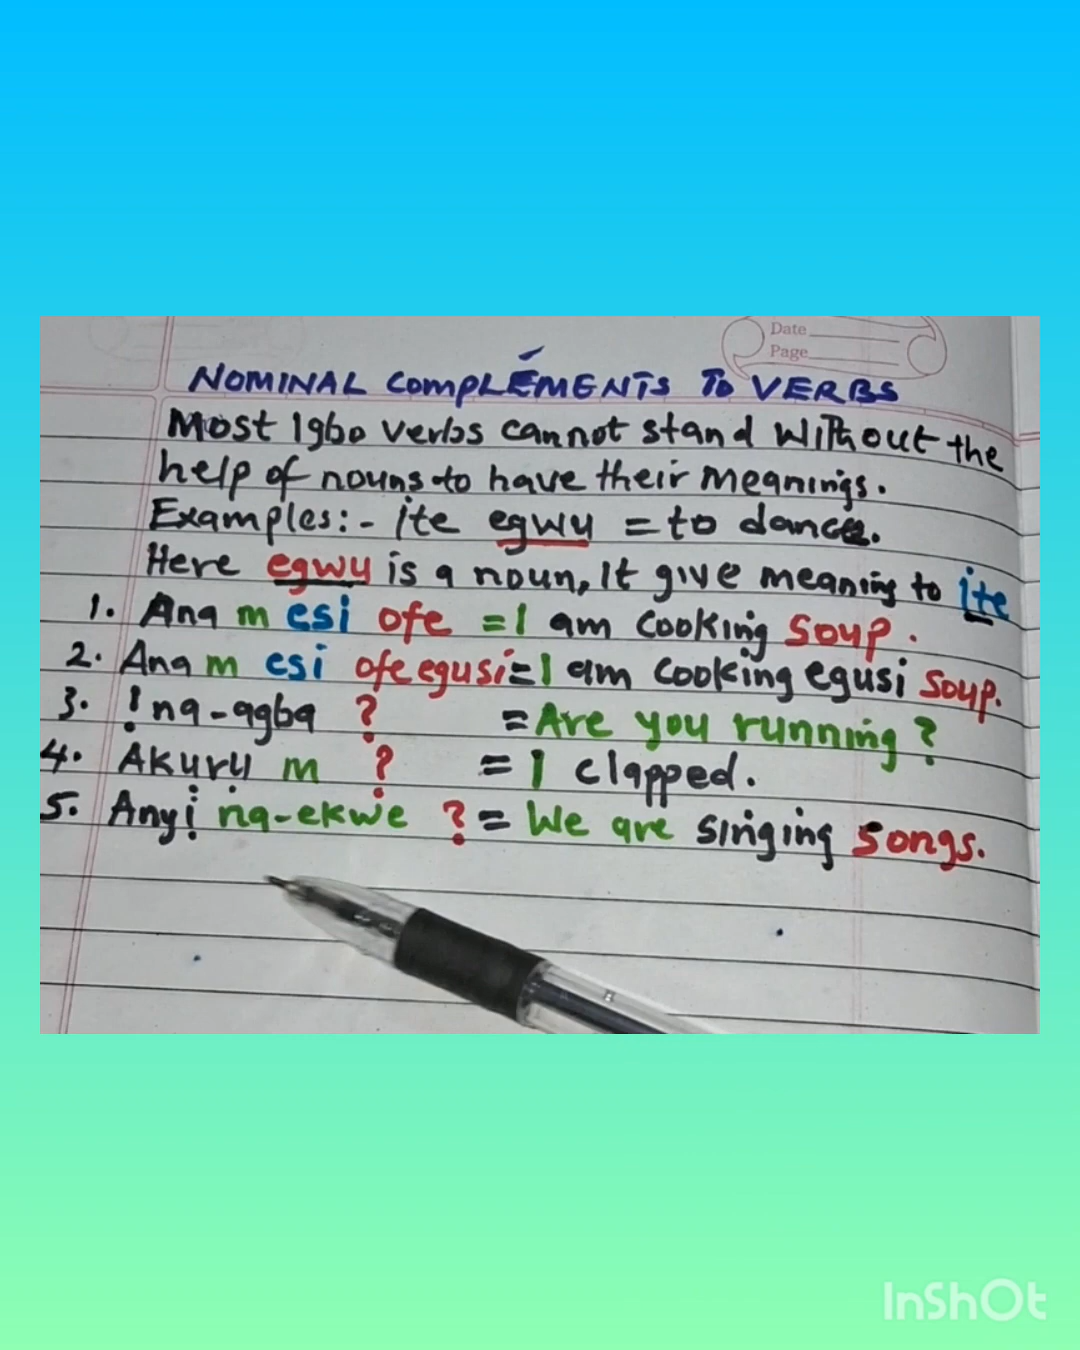 Date
Page
NOMINAL COMPLÉMENTS TO VERBS
Most Igbo verbs cannot stand without the
help of nouns to have their meanings.
Examples:- ite egwu = to dance.
Here egwu is a noun, It give meaning to ite
1. Ana m esi ofe = I am cooking Soup.
2. Ana m esi ofe egusi = I am cooking egusi Soup.
3. Ị na-agba ? = Are you running ?
4. Akụrụ m ? = I clapped.
5. Anyị na-ekwe ? = We are singing songs.
InShOt